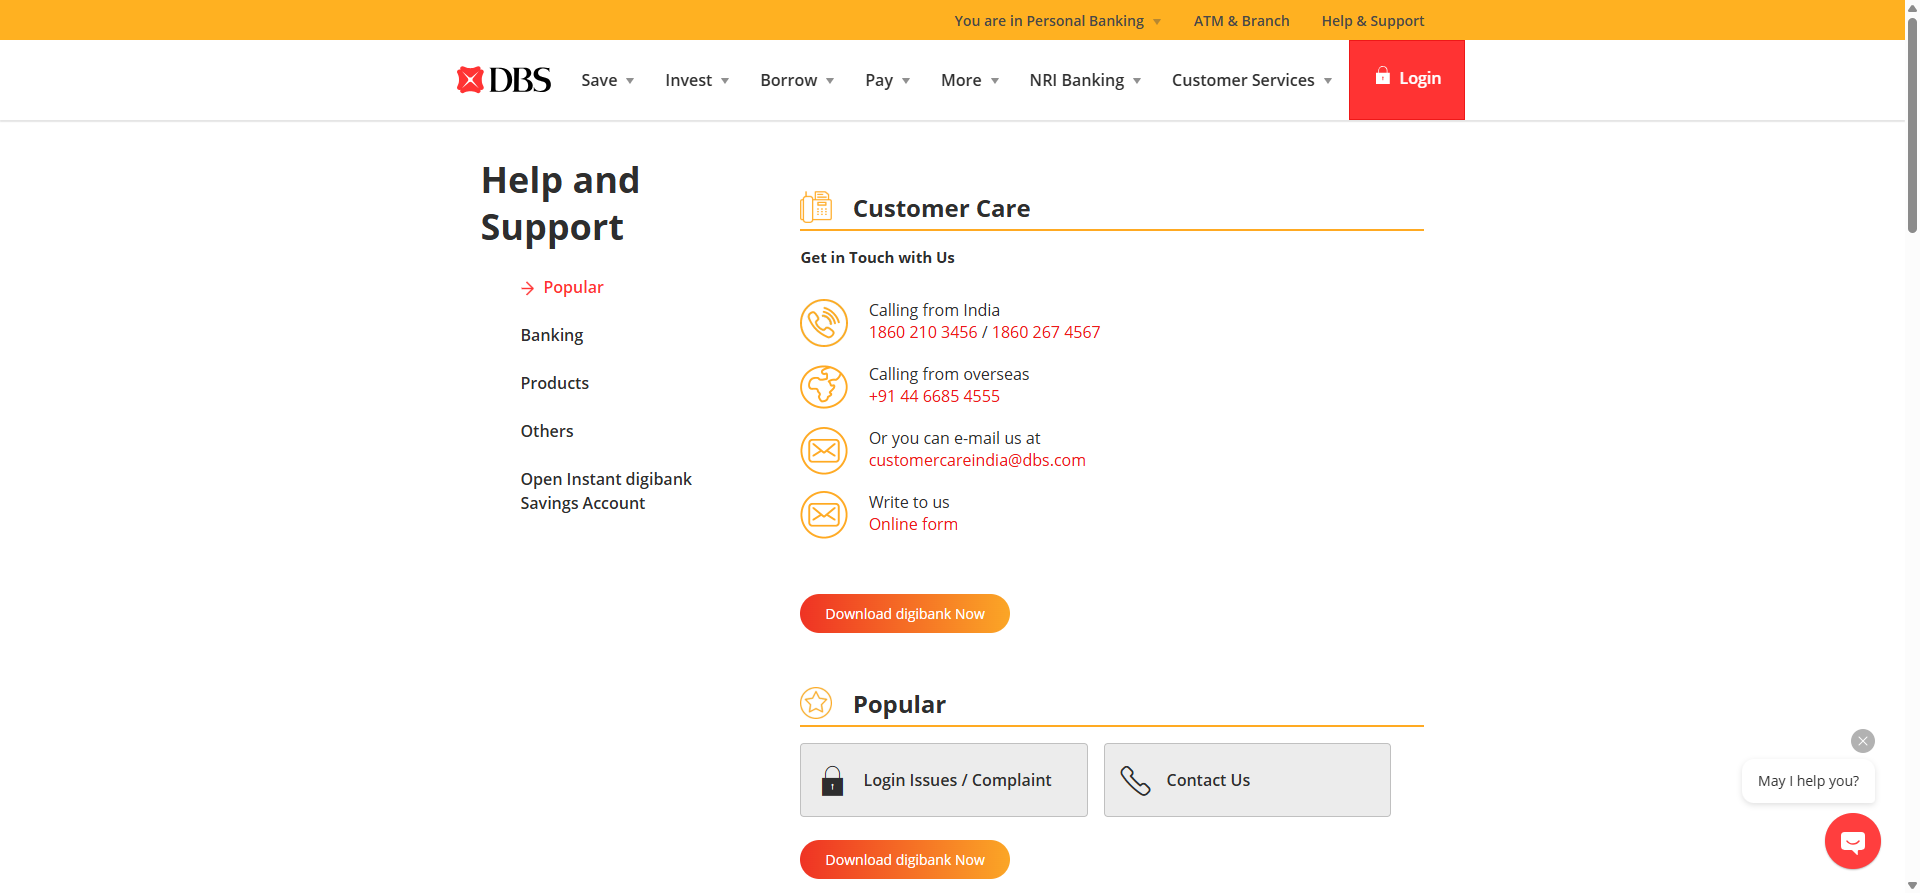 You are in Personal Banking
ATM & Branch
Help & Support
DBS
Save
Invest
Borrow
Pay
More
NRI Banking
Customer Services
Login
Help and
Support
Popular
Banking
Products
Others
Open Instant digibank
Savings Account
Customer Care
Get in Touch with Us
Calling from India
1860 210 3456 / 1860 267 4567
Calling from overseas
+91 44 6685 4555
Or you can e-mail us at
customercareindia@dbs.com
Write to us
Online form
Download digibank Now
Popular
Login Issues / Complaint
Contact Us
Download digibank Now
May I help you?